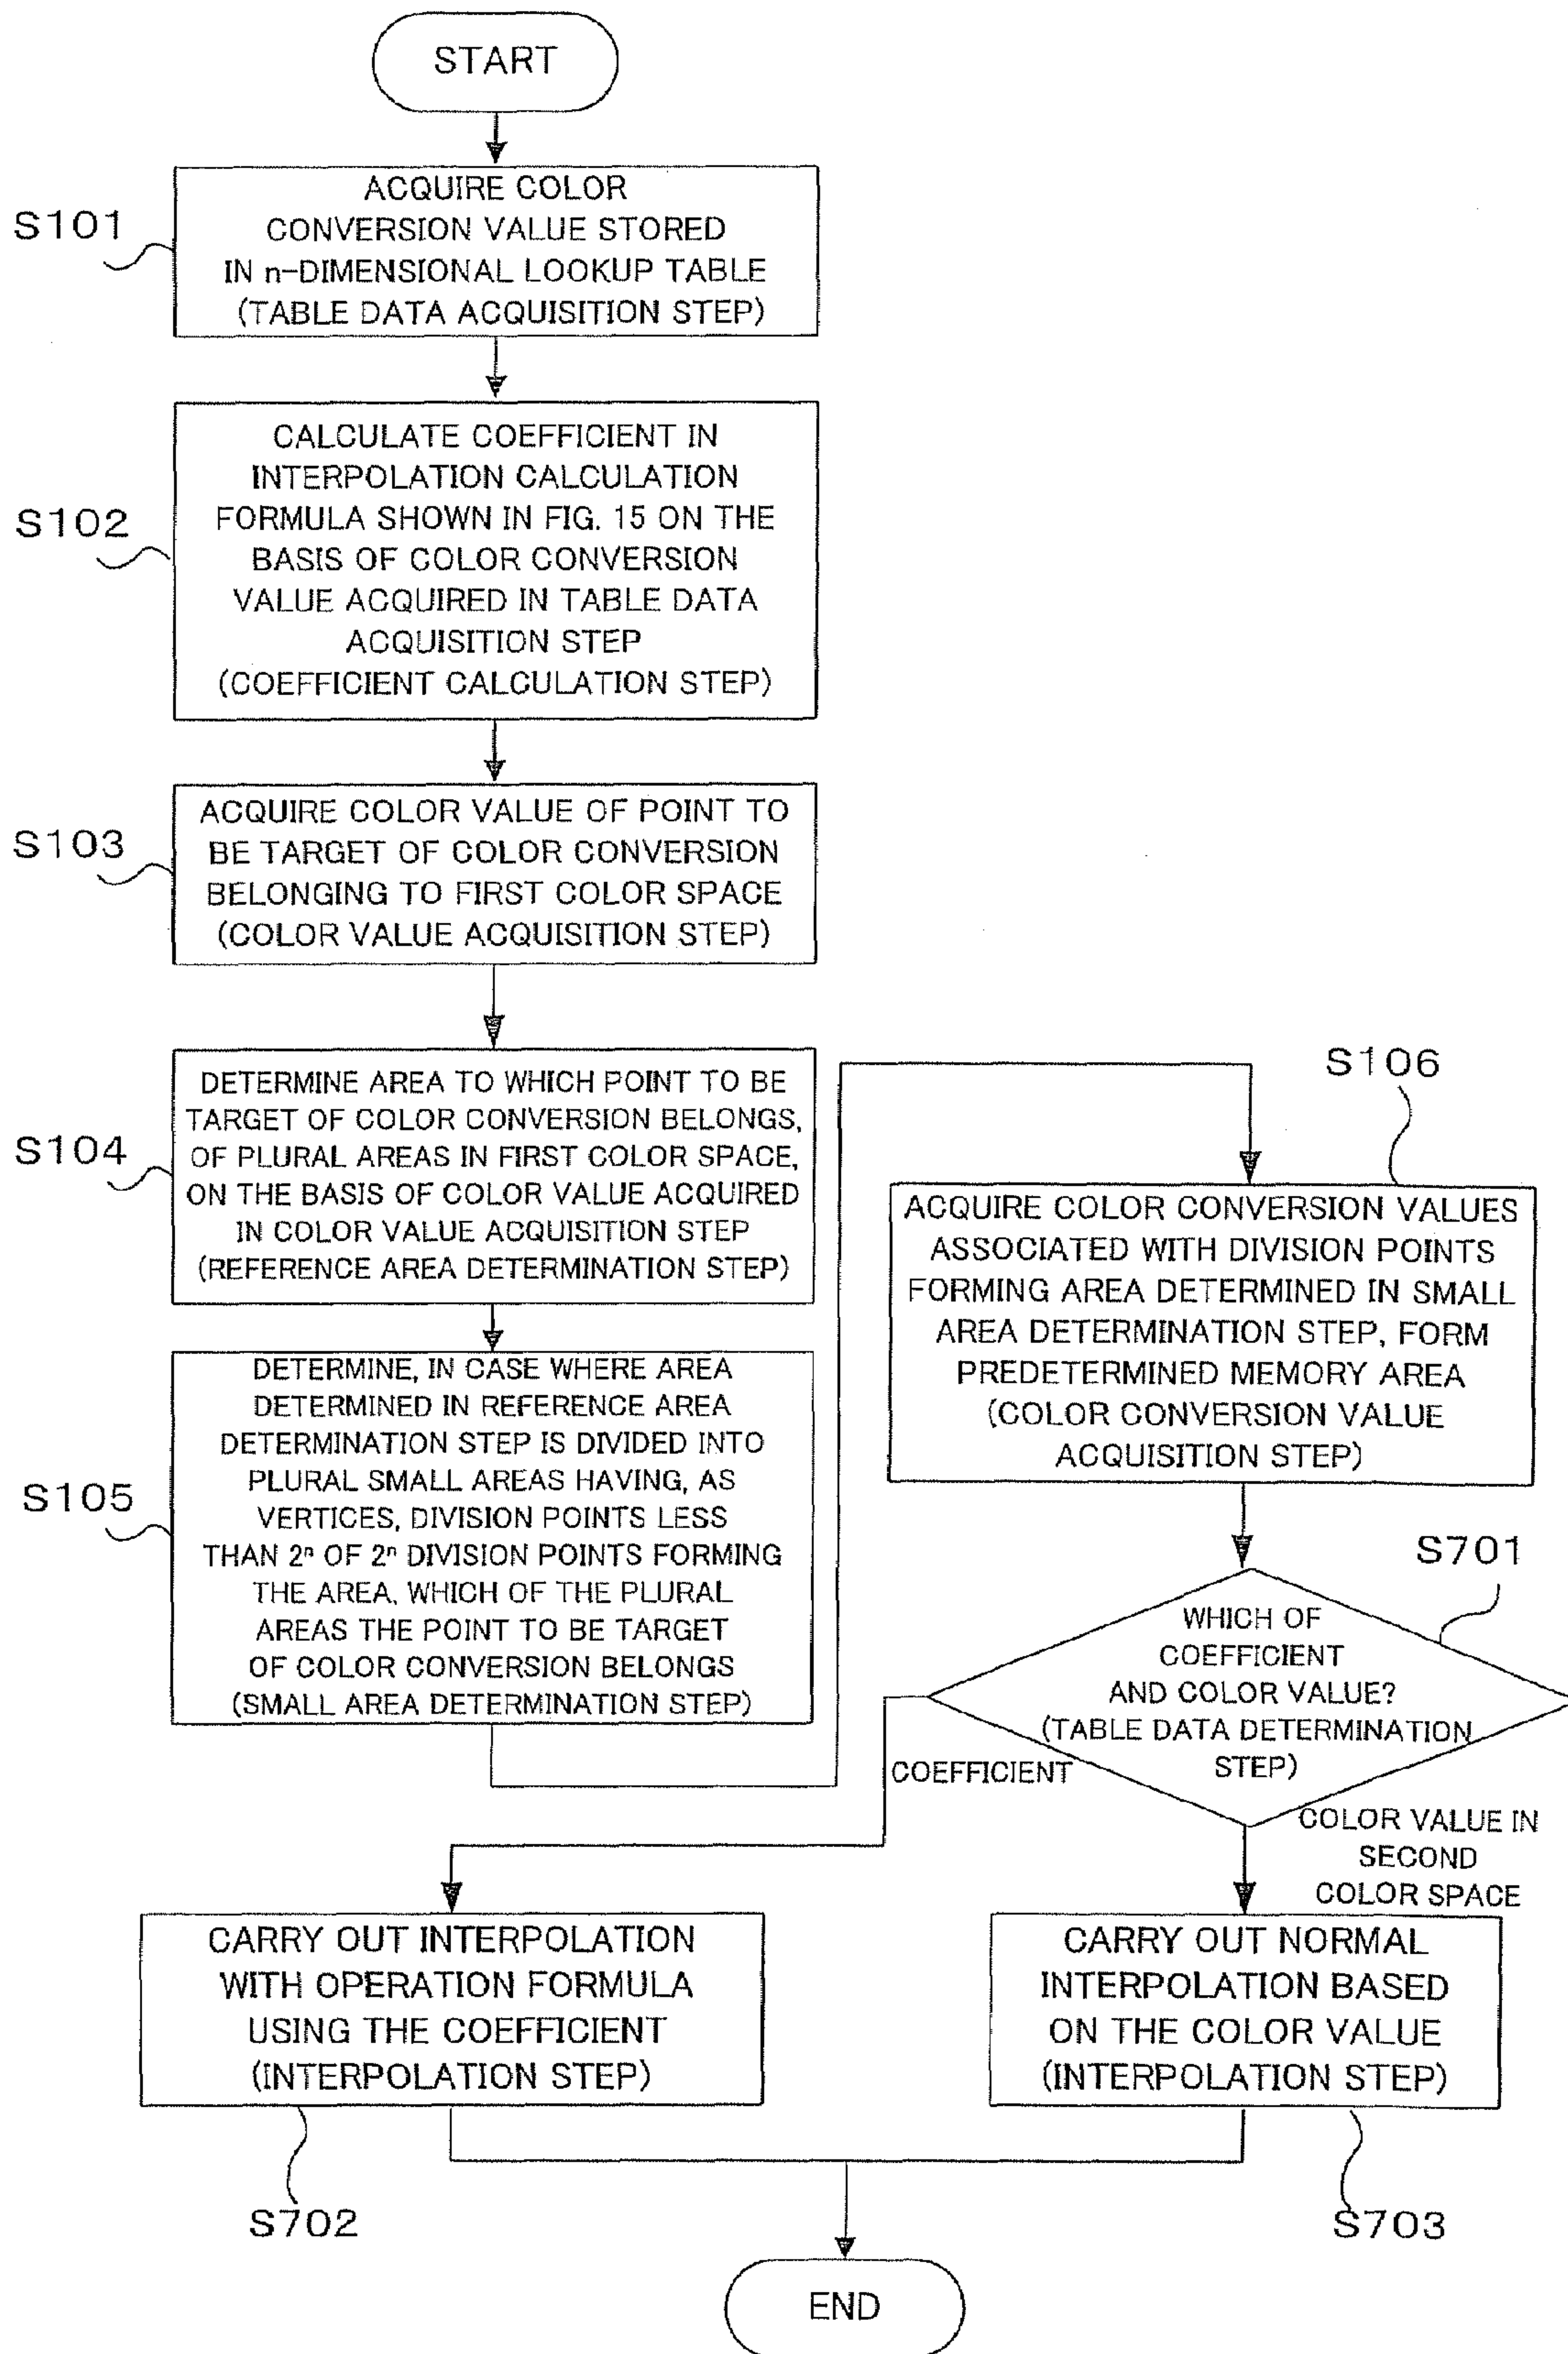 START
S101
ACQUIRE COLOR
CONVERSION VALUE STORED
IN n-DIMENSIONAL LOOKUP TABLE
(TABLE DATA ACQUISITION STEP)
S102
CALCULATE COEFFICIENT IN
INTERPOLATION CALCULATION
FORMULA SHOWN IN FIG. 15 ON THE
BASIS OF COLOR CONVERSION
VALUE ACQUIRED IN TABLE DATA
ACQUISITION STEP
(COEFFICIENT CALCULATION STEP)
S103
ACQUIRE COLOR VALUE OF POINT TO
BE TARGET OF COLOR CONVERSION
BELONGING TO FIRST COLOR SPACE
(COLOR VALUE ACQUISITION STEP)
S104
DETERMINE AREA TO WHICH POINT TO BE
TARGET OF COLOR CONVERSION BELONGS,
OF PLURAL AREAS IN FIRST COLOR SPACE,
ON THE BASIS OF COLOR VALUE ACQUIRED
IN COLOR VALUE ACQUISITION STEP
(REFERENCE AREA DETERMINATION STEP)
S105
DETERMINE, IN CASE WHERE AREA
DETERMINED IN REFERENCE AREA
DETERMINATION STEP IS DIVIDED INTO
PLURAL SMALL AREAS HAVING, AS
VERTICES, DIVISION POINTS LESS
THAN 2ⁿ OF 2ⁿ DIVISION POINTS FORMING
THE AREA, WHICH OF THE PLURAL
AREAS THE POINT TO BE TARGET
OF COLOR CONVERSION BELONGS
(SMALL AREA DETERMINATION STEP)
S106
ACQUIRE COLOR CONVERSION VALUES
ASSOCIATED WITH DIVISION POINTS
FORMING AREA DETERMINED IN SMALL
AREA DETERMINATION STEP, FORM
PREDETERMINED MEMORY AREA
(COLOR CONVERSION VALUE
ACQUISITION STEP)
S701
WHICH OF
COEFFICIENT
AND COLOR VALUE?
(TABLE DATA DETERMINATION
STEP)
COEFFICIENT
COLOR VALUE IN
SECOND
COLOR SPACE
CARRY OUT INTERPOLATION
WITH OPERATION FORMULA
USING THE COEFFICIENT
(INTERPOLATION STEP)
S702
CARRY OUT NORMAL
INTERPOLATION BASED
ON THE COLOR VALUE
(INTERPOLATION STEP)
S703
END